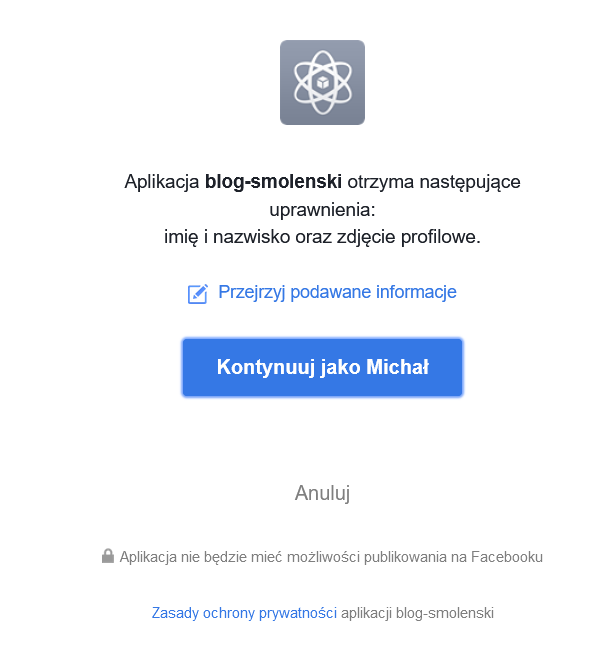 Aplikacja blog-smolenski otrzyma następujące
uprawnienia:
imię i nazwisko oraz zdjęcie profilowe.
Przejrzyj podawane informacje
Kontynuuj jako Michał
Anuluj
Aplikacja nie będzie mieć możliwości publikowania na Facebooku
Zasady ochrony prywatności aplikacji blog-smolenski